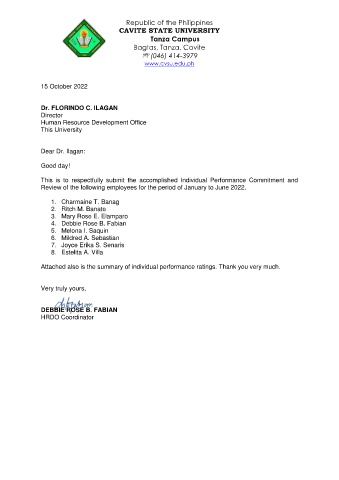 Republic of the Philippines
CAVITE STATE UNIVERSITY
Tanza Campus
Bagtas, Tanza, Cavite
(046) 414-3979
www.cvsu.edu.ph
15 October 2022
Dr. FLORINDO C. ILAGAN
Director
Human Resource Development Office
This University
Dear Dr. Ilagan:
Good day!
This is to respectfully submit the accomplished Individual Performance Commitment and
Review of the following employees for the period of January to June 2022.
1. Charmaine T. Banag
2. Ritch M. Banate
3. Mary Rose E. Elamparo
4. Debbie Rose B. Fabian
5. Melona I. Saquin
6. Mildred A. Sebastian
7. Joyce Erika S. Senaris
8. Estelita A. Villa
Attached also is the summary of individual performance ratings. Thank you very much.
Very truly yours,
DEBBIE ROSE B. FABIAN
HRDO Coordinator